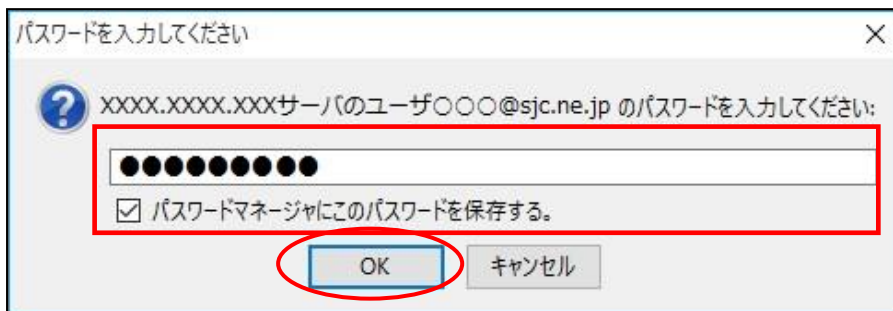 パスワードを入力してください
XXXX.XXXX.XXXサーバのユーザ○○○@sjc.ne.jp のパスワードを入力してください:
●●●●●●●●●
パスワードマネージャにこのパスワードを保存する。
OK キャンセル